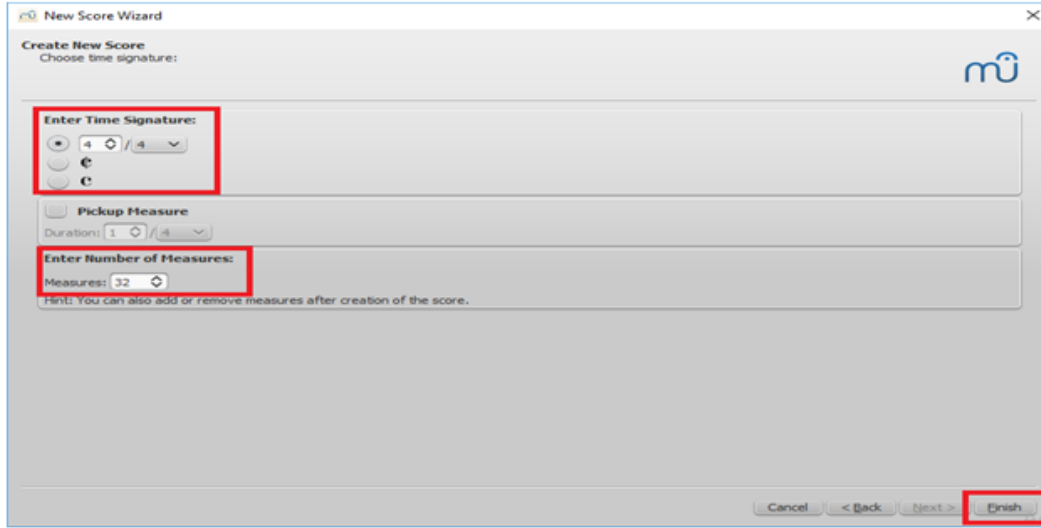 New Score Wizard
Create New Score
Choose time signature:
mu
Enter Time Signature:
4 / 4
¢
c
Pickup Measure
Duration: 1 / 4
Enter Number of Measures:
Measures: 32
Hint: You can also add or remove measures after creation of the score.
Cancel < Back Next > Finish